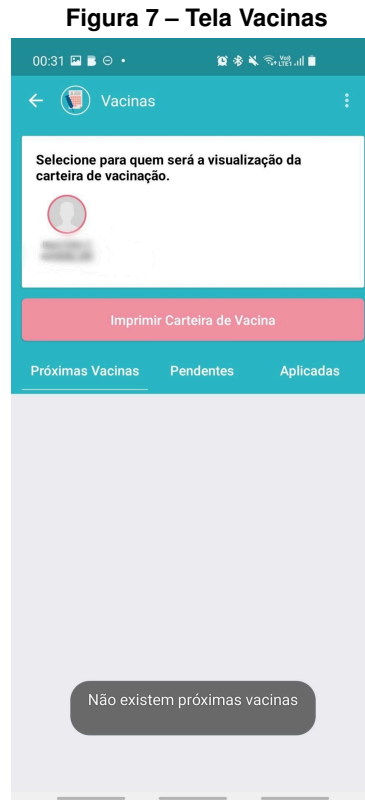 Figura 7 – Tela Vacinas
00:31
Vacinas
Selecione para quem será a visualização da
carteira de vacinação.
Imprimir Carteira de Vacina
Próximas Vacinas Pendentes Aplicadas
Não existem próximas vacinas